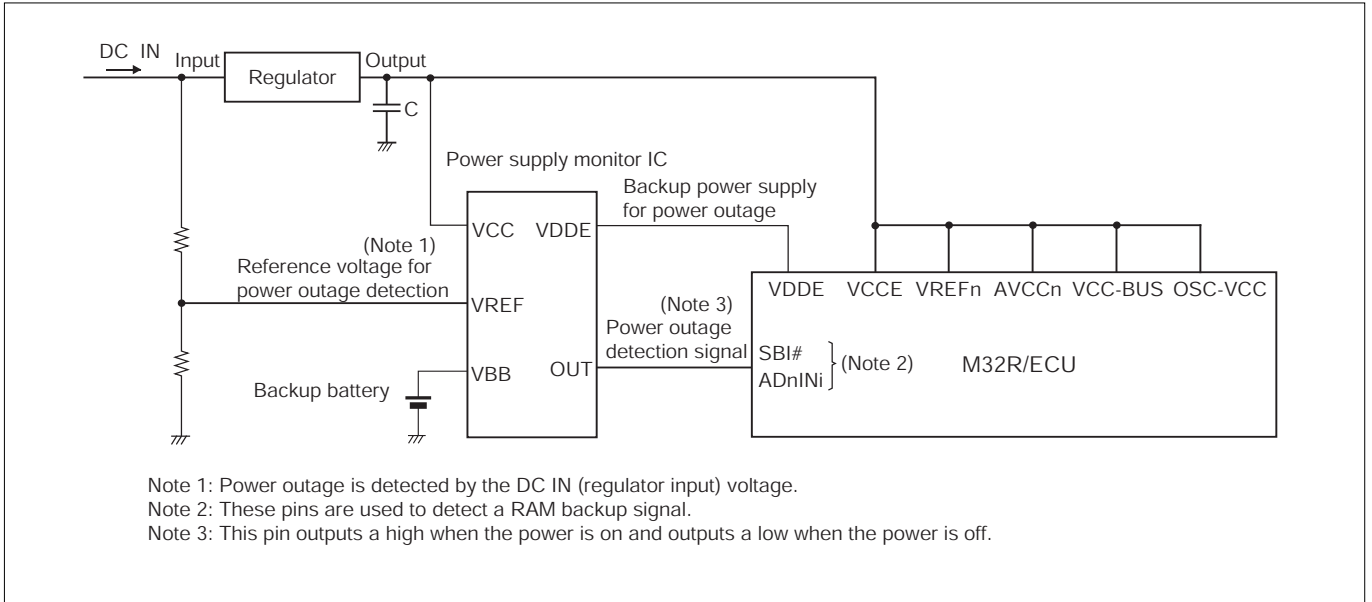 DC IN
Input
Regulator
Output
C
Power supply monitor IC
Backup power supply
for power outage
VCC
VDDE
(Note 1)
Reference voltage for
power outage detection
VREF
(Note 3)
Power outage
detection signal
VBB
OUT
Backup battery
VDDE VCCE VREFn AVCCn VCC-BUS OSC-VCC
SBI#
ADnINi
(Note 2)
M32R/ECU
Note 1: Power outage is detected by the DC IN (regulator input) voltage.
Note 2: These pins are used to detect a RAM backup signal.
Note 3: This pin outputs a high when the power is on and outputs a low when the power is off.